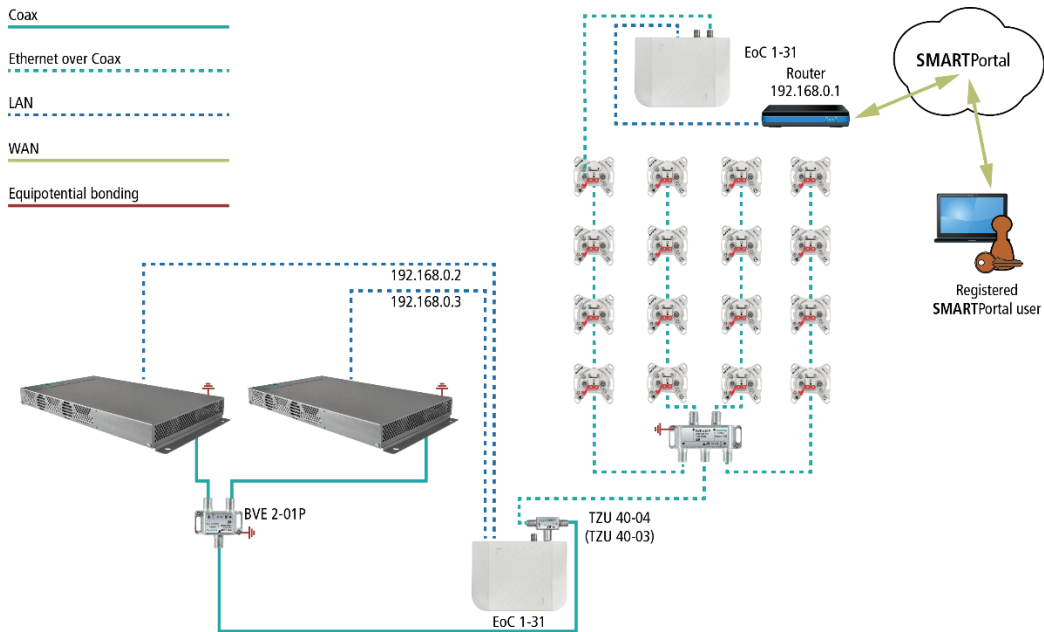 Coax
Ethernet over Coax
LAN
WAN
Equipotential bonding
EoC 1-31
Router
192.168.0.1
SMARTPortal
Registered
SMARTPortal user
192.168.0.2
192.168.0.3
BVE 2-01P
TZU 40-04
(TZU 40-03)
EoC 1-31